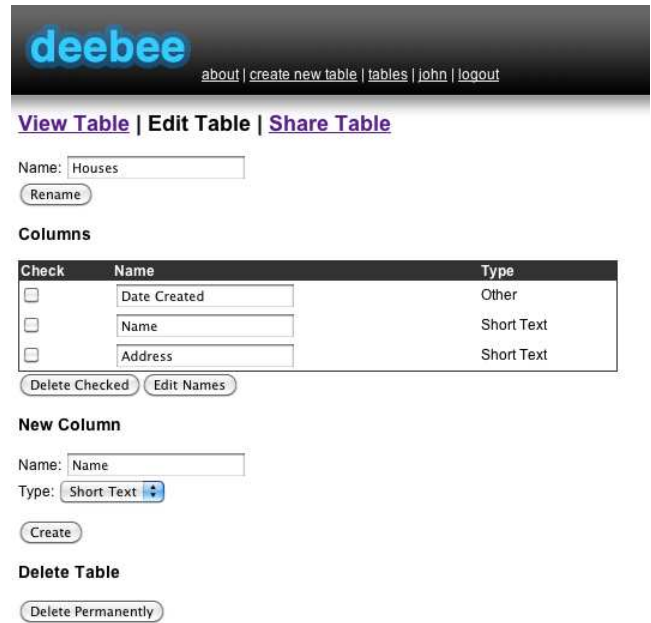 deebee
about | create new table | tables | john | logout
View Table | Edit Table | Share Table
Name: Houses
Rename
Columns
Check Name Type
Date Created Other
Name Short Text
Address Short Text
Delete Checked Edit Names
New Column
Name: Name
Type: Short Text
Create
Delete Table
Delete Permanently